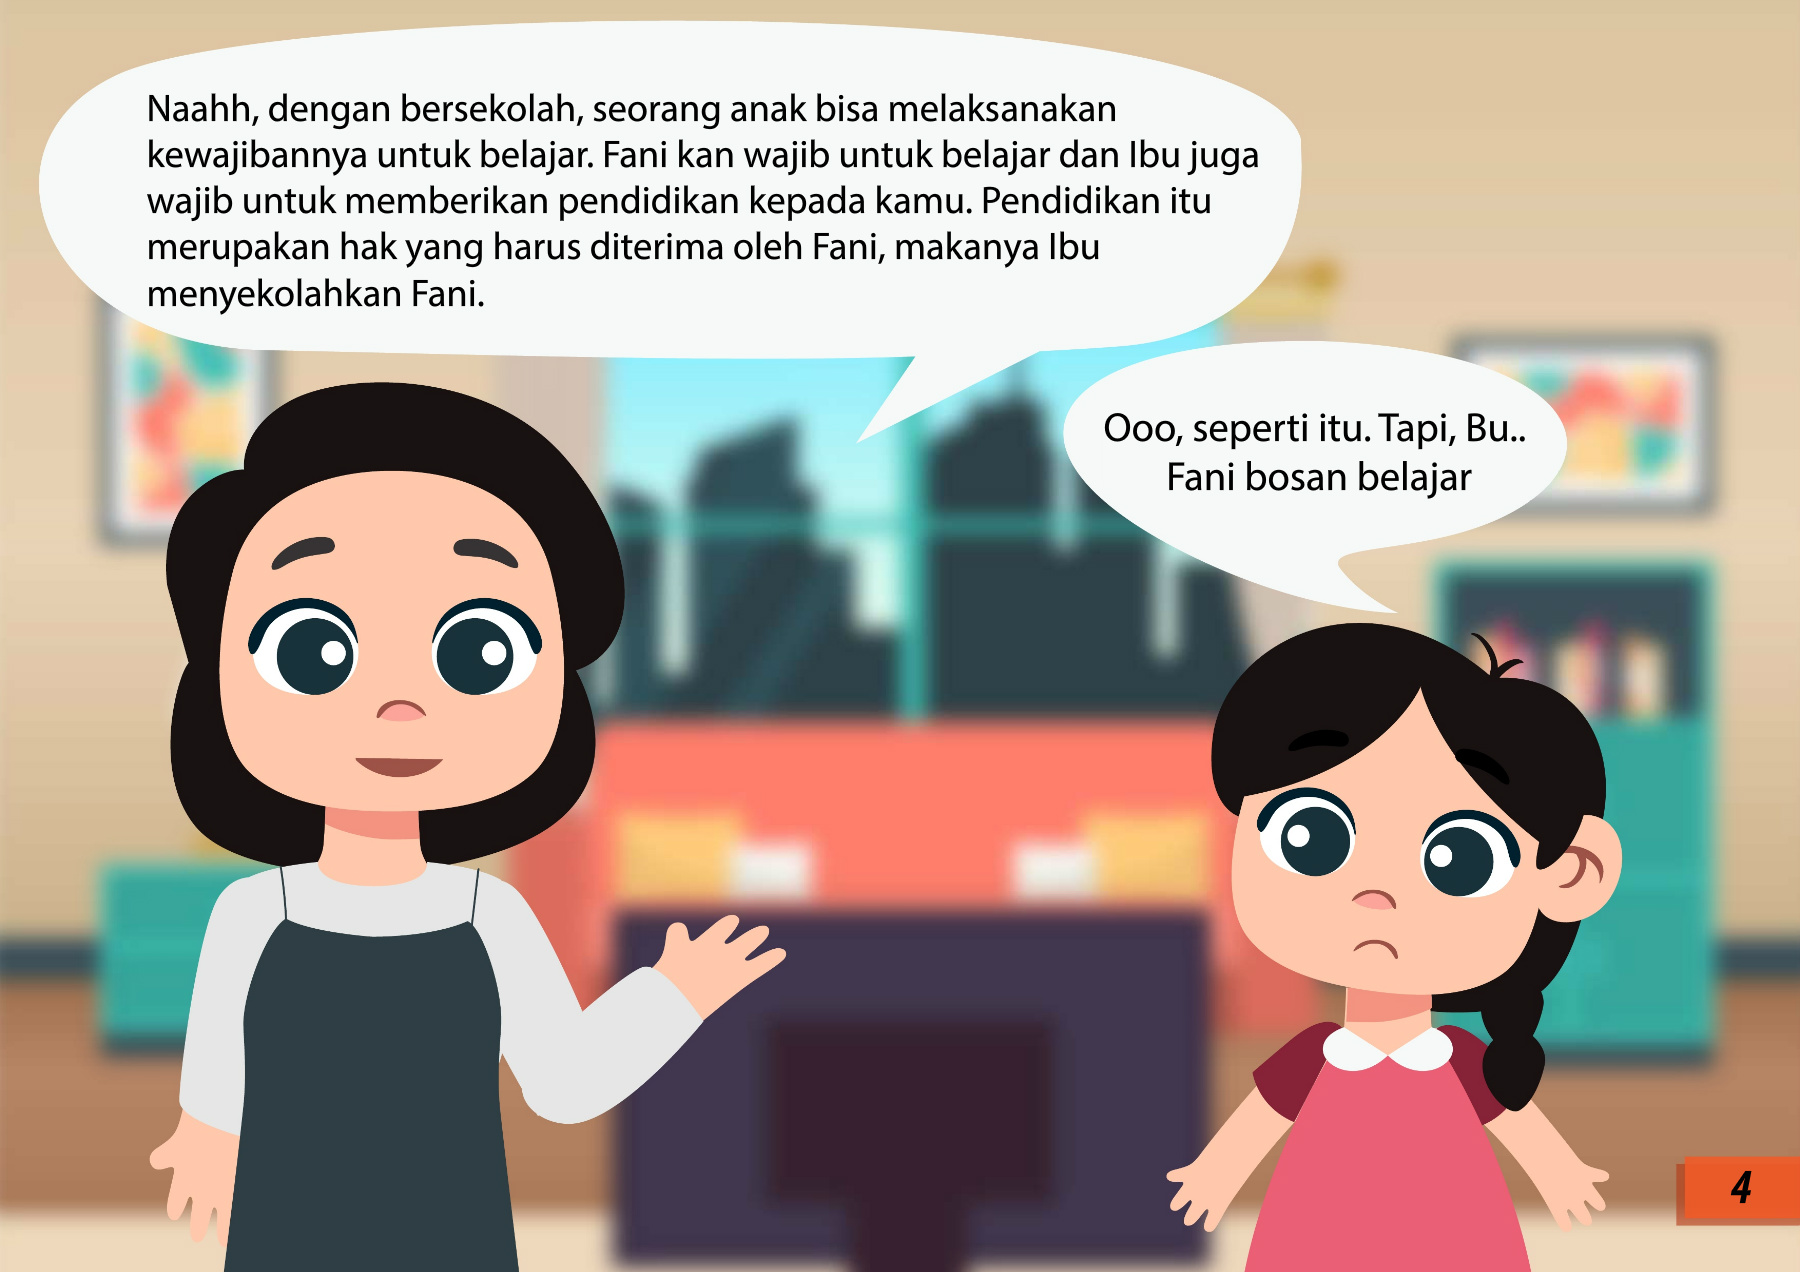 Naahh, dengan bersekolah, seorang anak bisa melaksanakan
kewajibannya untuk belajar. Fani kan wajib untuk belajar dan Ibu juga
wajib untuk memberikan pendidikan kepada kamu. Pendidikan itu
merupakan hak yang harus diterima oleh Fani, makanya Ibu
menyekolahkan Fani.
Ooo, seperti itu. Tapi, Bu..
Fani bosan belajar
4